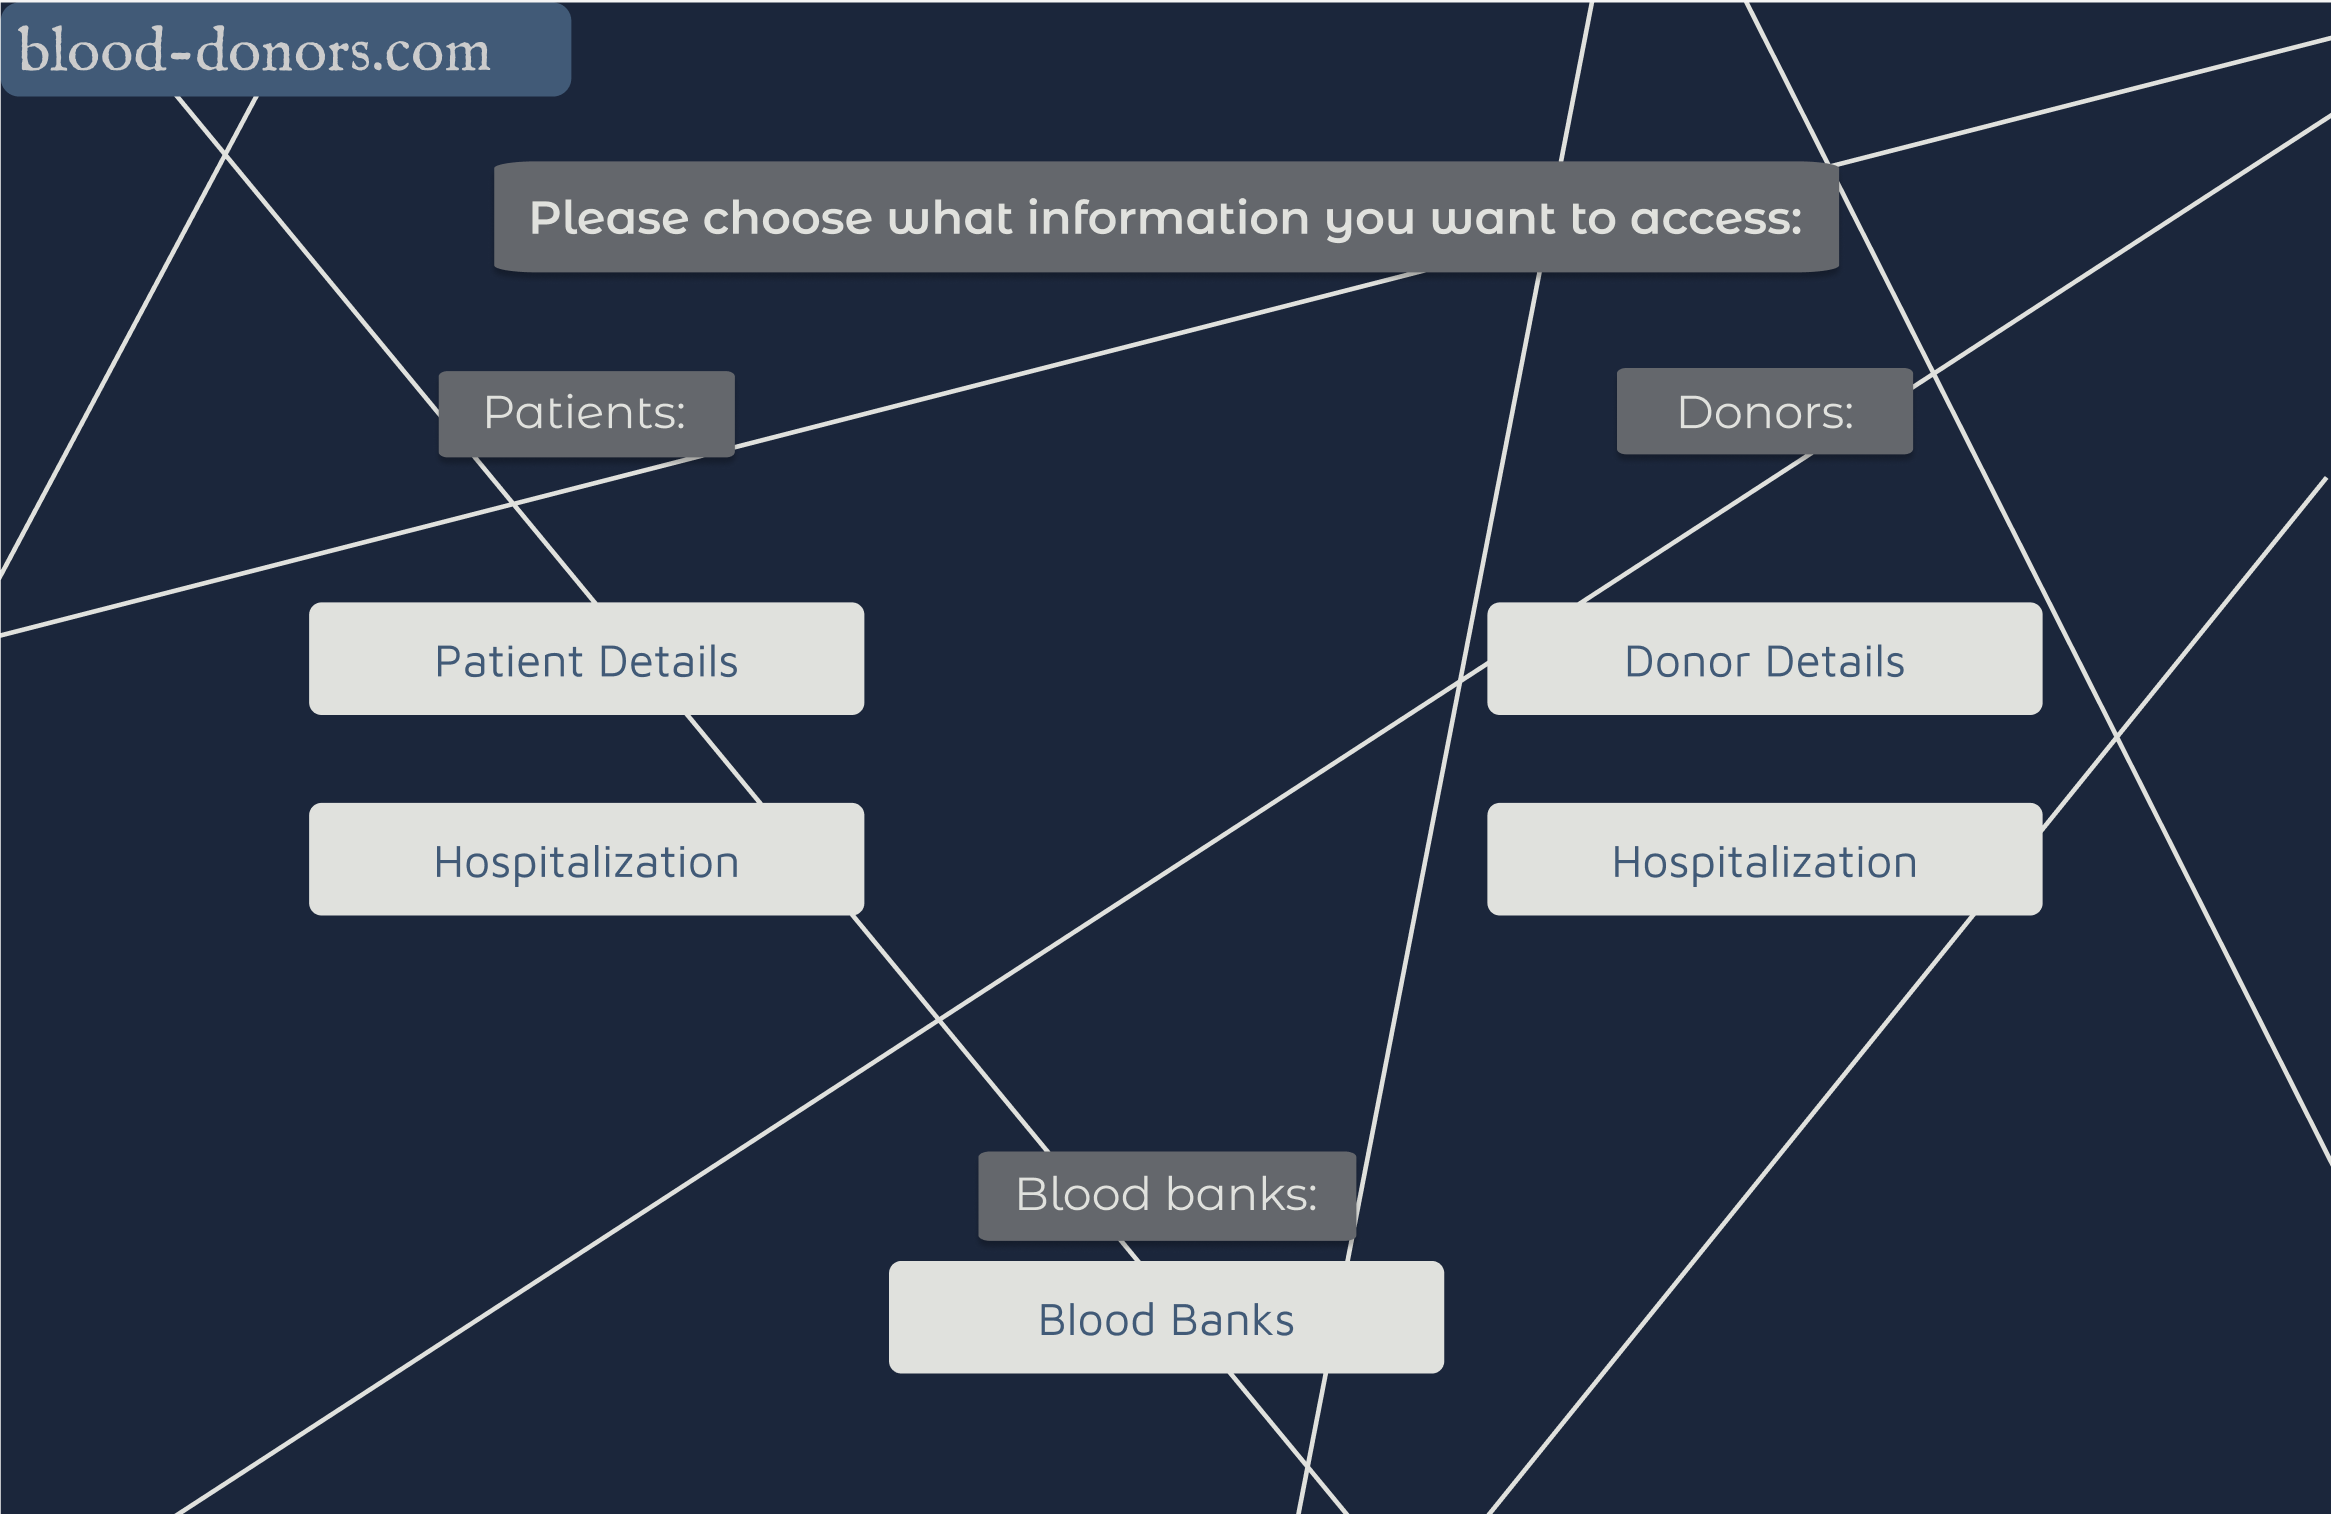 blood-donors.com
Please choose what information you want to access:
Patients:
Patient Details
Hospitalization
Donors:
Donor Details
Hospitalization
Blood banks:
Blood Banks